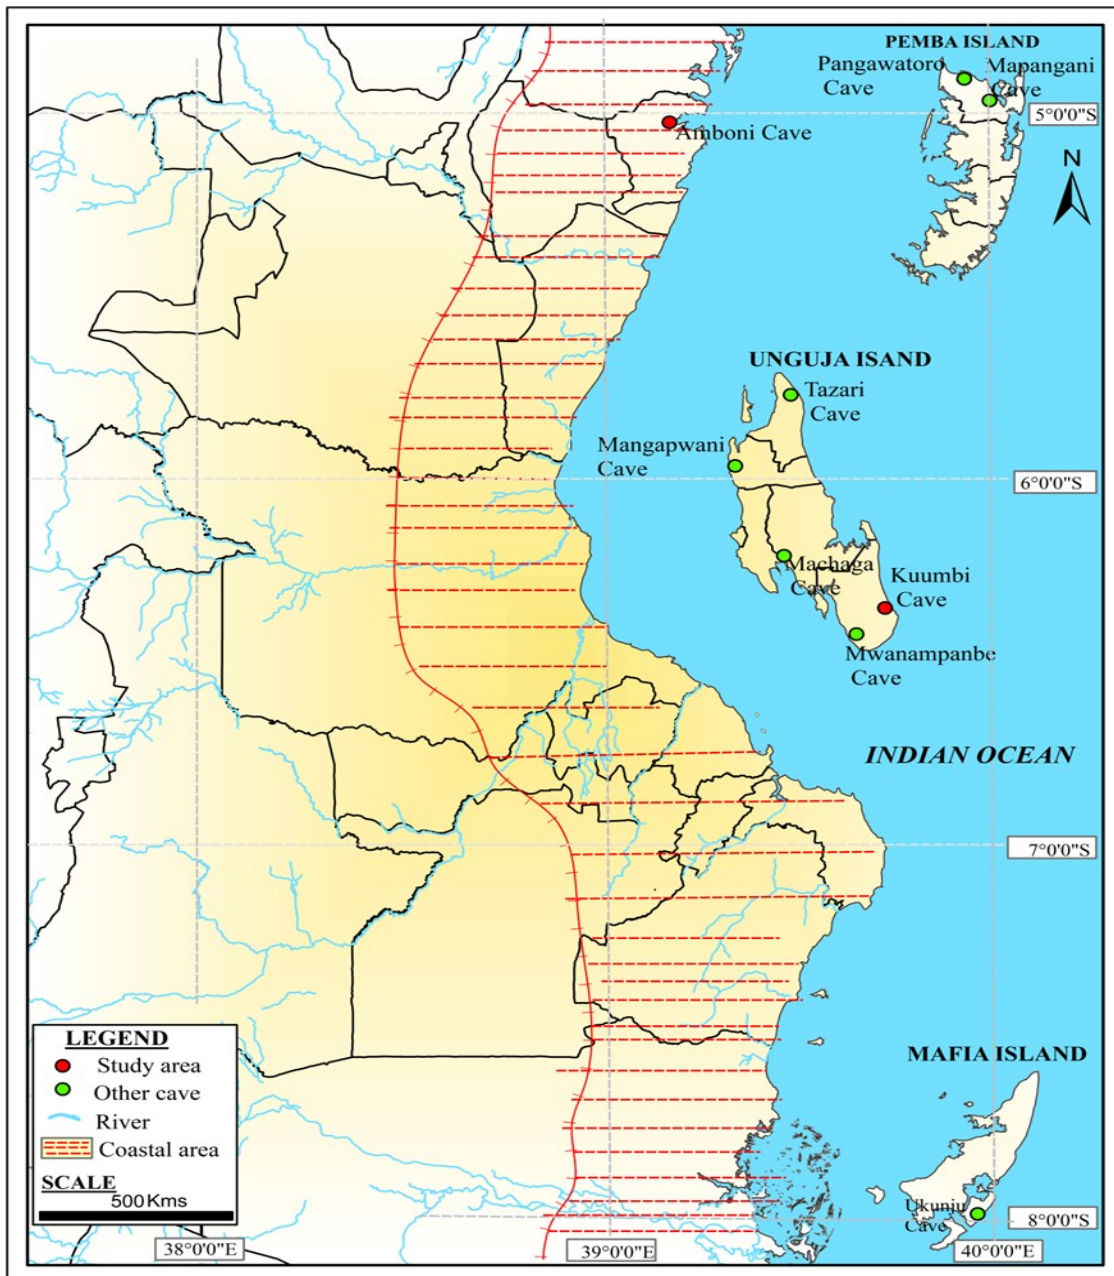 PEMBA ISLAND
Pangawatoro
Cave
Mapangani
Cave
5°0'0"S
Amboni Cave
N
UNGUJA ISAND
Tazari
Cave
Mangapwani
Cave
6°0'0"S
Machaga
Cave
Kuumbi
Cave
Mwanampanbe
Cave
INDIAN OCEAN
7°0'0"S
LEGEND
Study area
Other cave
River
Coastal area
SCALE
500Kms
MAFIA ISLAND
Ukunju
Cave
8°0'0"S
38°0'0"E
39°0'0"E
40°0'0"E